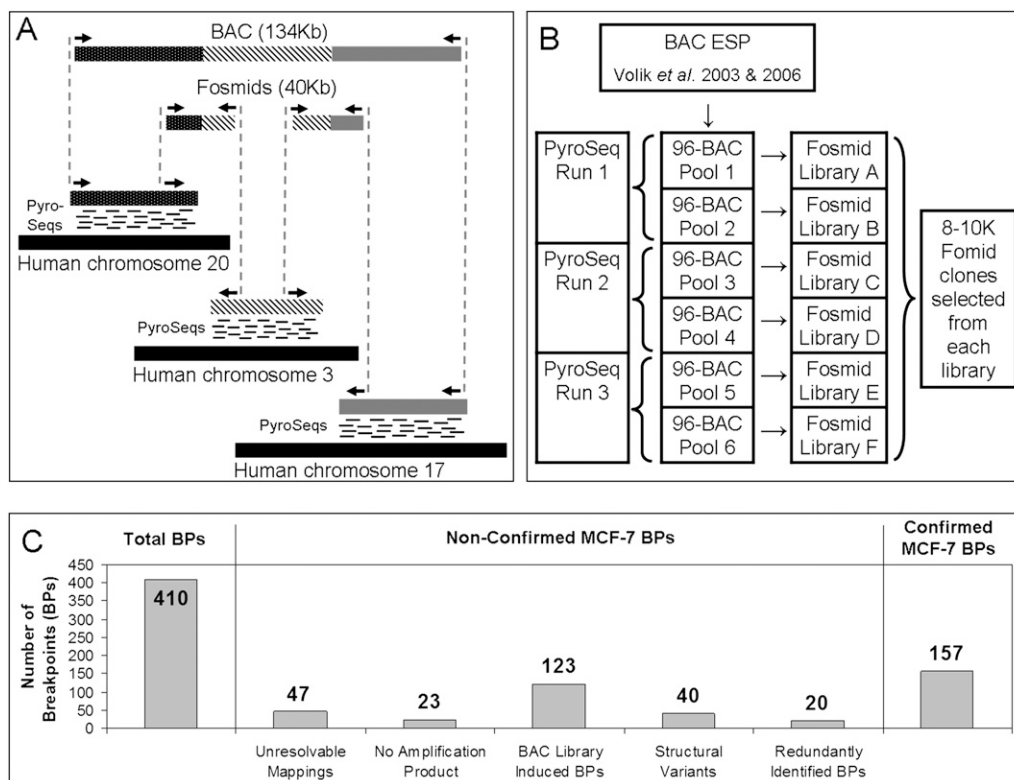 A
BAC (134Kb)
Fosmids (40Kb)
Pyro-
Seqs
Human chromosome 20
PyroSeqs
Human chromosome 3
PyroSeqs
Human chromosome 17
B
BAC ESP
Volik et al. 2003 & 2006
PyroSeq
Run 1
96-BAC
Pool 1
Fosmid
Library A
96-BAC
Pool 2
Fosmid
Library B
PyroSeq
Run 2
96-BAC
Pool 3
Fosmid
Library C
96-BAC
Pool 4
Fosmid
Library D
PyroSeq
Run 3
96-BAC
Pool 5
Fosmid
Library E
96-BAC
Pool 6
Fosmid
Library F
8-10K
Fomid
clones
selected
from
each
library
C
Total BPs
Non-Confirmed MCF-7 BPs
Confirmed
MCF-7 BPs
Number of
Breakpoints (BPs)
450
400
350
300
250
200
150
100
50
0
410
47
23
123
40
20
157
Unresolvable
Mappings
No Amplification
Product
BAC Library
Induced BPs
Structural
Variants
Redundantly
Identified BPs